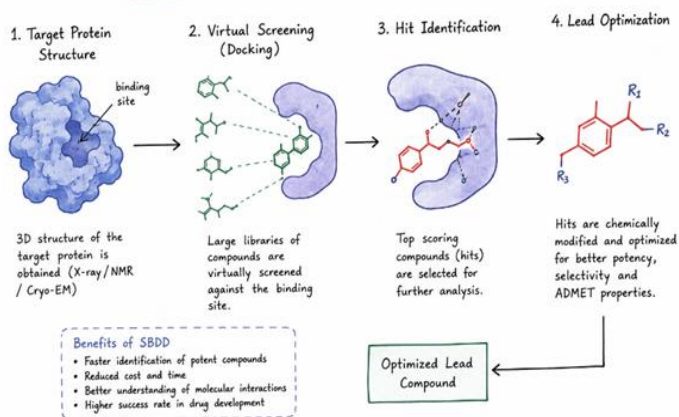 1. Target Protein
Structure
binding
site
3D structure of the
target protein is
obtained (X-ray/NMR
/ Cryo-EM)
2. Virtual Screening
(Docking)
Large libraries of
compounds are
virtually screened
against the binding
site.
3. Hit Identification
Top scoring
compounds (hits)
are selected for
further analysis.
4. Lead Optimization
R₁
R₂
R₃
Hits are chemically
modified and optimized
for better potency,
selectivity and
ADMET properties.
Benefits of SBDD
• Faster identification of potent compounds
• Reduced cost and time
• Better understanding of molecular interactions
• Higher success rate in drug development
Optimized Lead
Compound